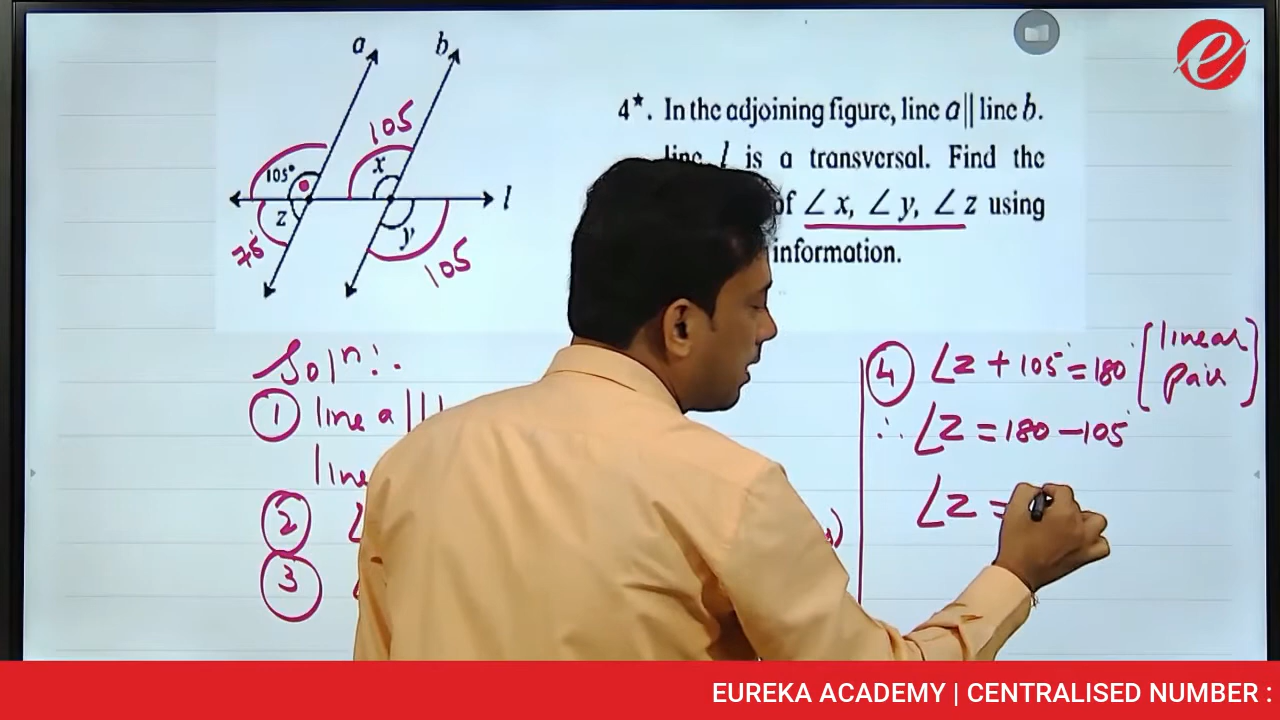 a
b
105
105°
x
l
z
y
75°
105
4*. In the adjoining figure, line a || line b.
line l is a transversal. Find the
of ∠x, ∠y, ∠z using
information.
Soln:.
① line a ||
line
②
③
④ ∠z + 105° = 180° [linear
pair]
∴ ∠z = 180 - 105°
∠z =
e
EUREKA ACADEMY | CENTRALISED NUMBER :